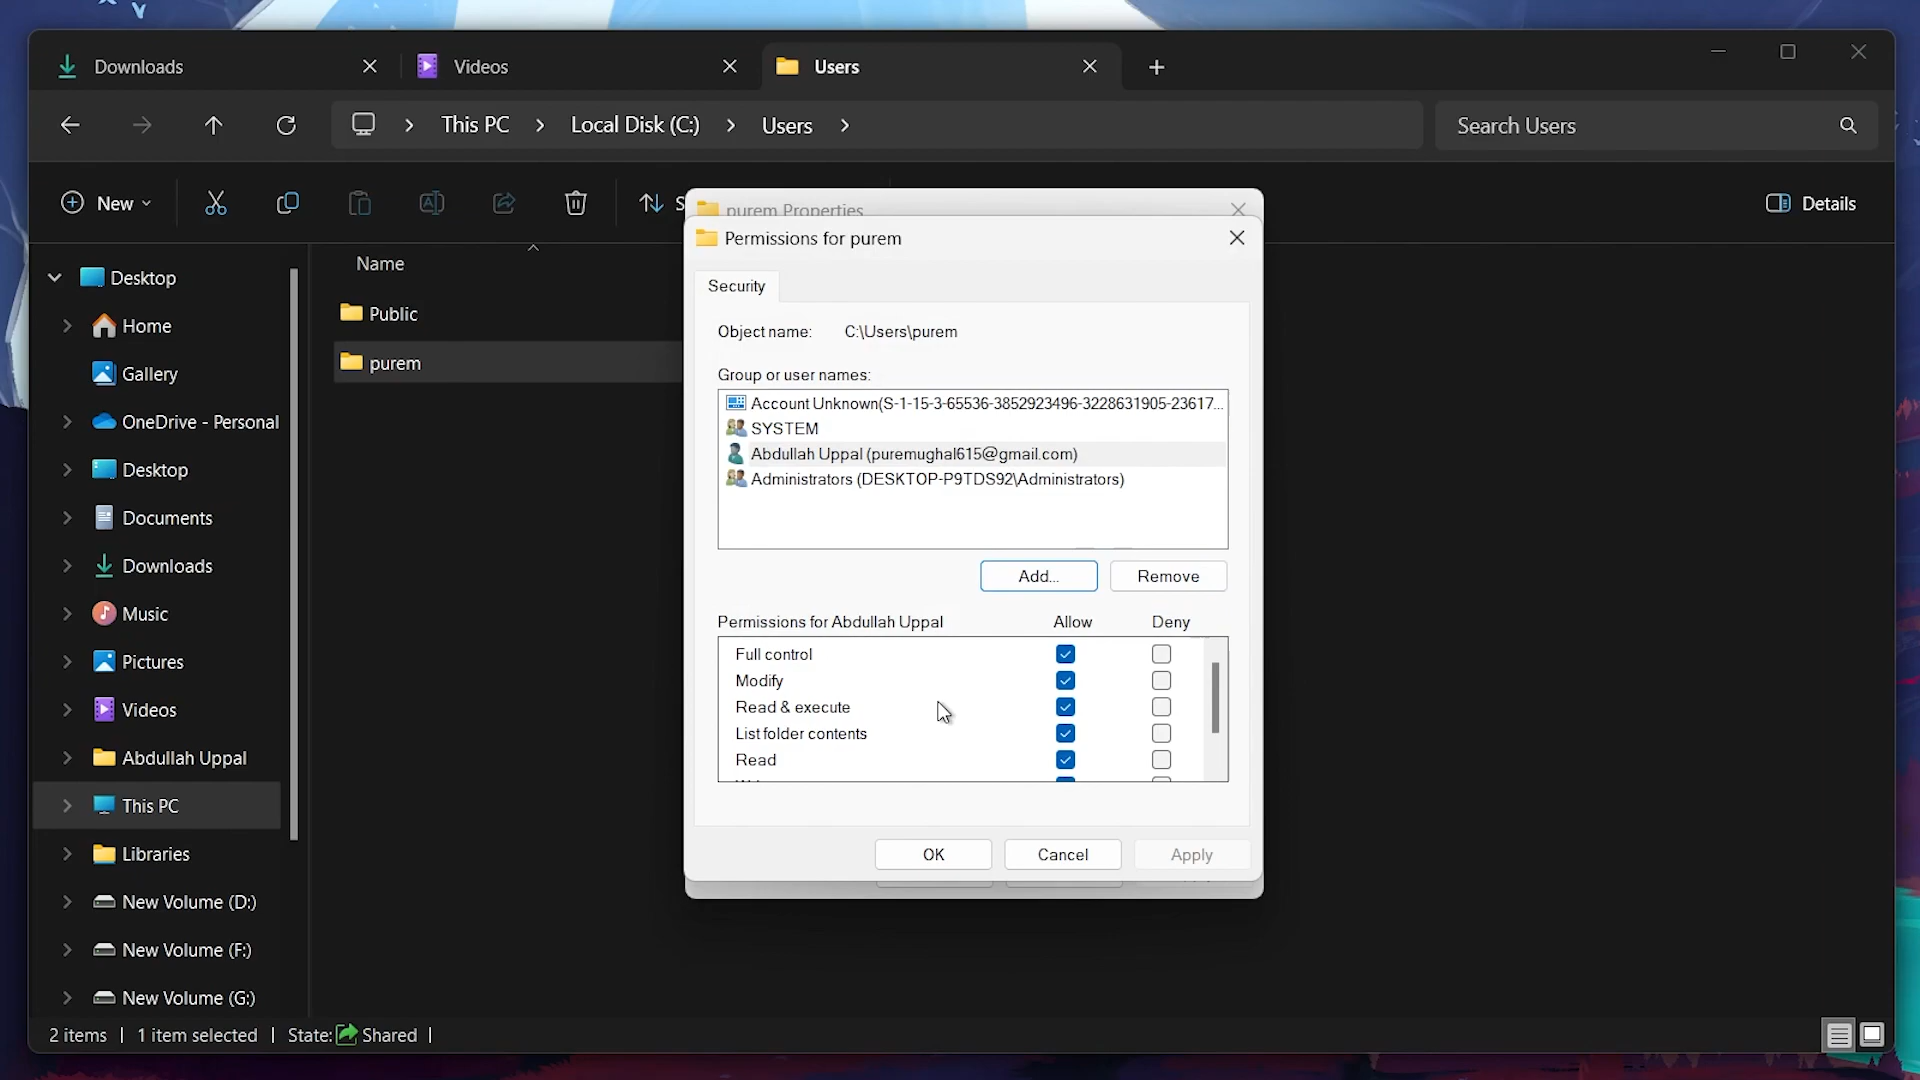 Downloads
Videos
Users
This PC
Local Disk (C:)
Users
Search Users
New
S
Details
Desktop
Home
Gallery
OneDrive - Personal
Desktop
Documents
Downloads
Music
Pictures
Videos
Abdullah Uppal
This PC
Libraries
New Volume (D:)
New Volume (F:)
New Volume (G:)
Name
Public
purem
purem Properties
Permissions for purem
Security
Object name: C:\Users\purem
Group or user names:
Account Unknown(S-1-15-3-65536-3852923496-3228631905-23617...
SYSTEM
Abdullah Uppal (puremughal615@gmail.com)
Administrators (DESKTOP-P9TDS92\Administrators)
Add...
Remove
Permissions for Abdullah Uppal Allow Deny
Full control
Modify
Read & execute
List folder contents
Read
OK
Cancel
Apply
2 items | 1 item selected | State: Shared |